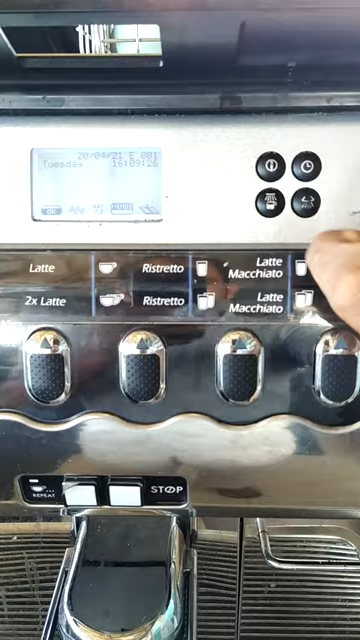 20/04/21 E 001
Tuesday 16:09:26
Latte Ristretto Latte Macchiato
2x Latte Ristretto Latte Macchiato
REPEAT STOP